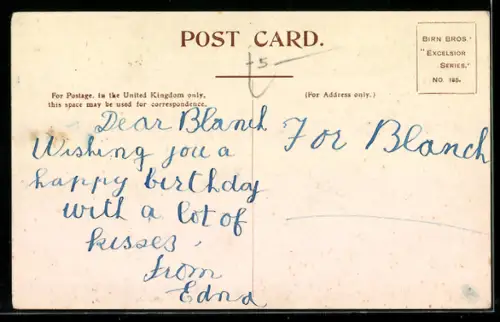 POST CARD.
5
BIRN BROS.'
"EXCELSIOR
SERIES.'
NO. 195.
For Postage, in the United Kingdom only,
this space may be used for correspondence.
(For Address only.)
Dear Blanch
Wishing you a
happy birthday
with a lot of
kisses.
from
Edna
For Blanch